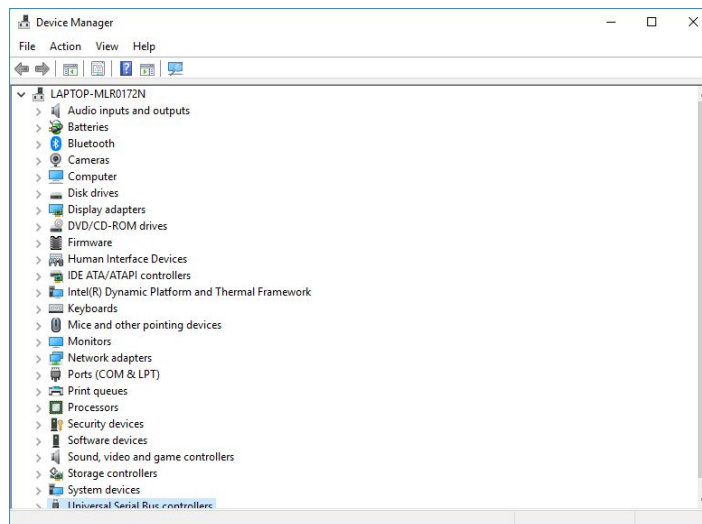 Device Manager
File Action View Help
LAPTOP-MLR0172N
Audio inputs and outputs
Batteries
Bluetooth
Cameras
Computer
Disk drives
Display adapters
DVD/CD-ROM drives
Firmware
Human Interface Devices
IDE ATA/ATAPI controllers
Intel(R) Dynamic Platform and Thermal Framework
Keyboards
Mice and other pointing devices
Monitors
Network adapters
Ports (COM & LPT)
Print queues
Processors
Security devices
Software devices
Sound, video and game controllers
Storage controllers
System devices
Universal Serial Bus controllers